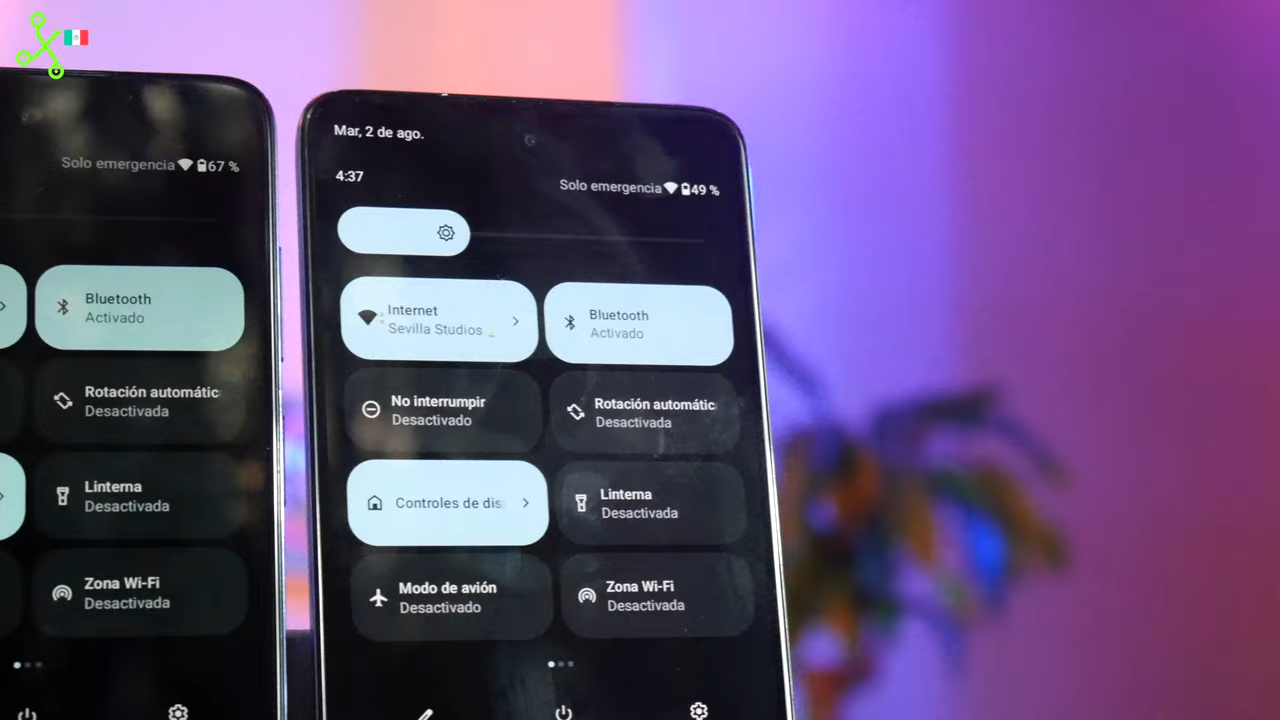 Solo emergencia 67 %
Bluetooth
Activado
Rotación automátic
Desactivada
Linterna
Desactivada
Zona Wi-Fi
Desactivada
Mar, 2 de ago.
4:37
Solo emergencia 49 %
Internet
Sevilla Studios
Bluetooth
Activado
No interrumpir
Desactivado
Rotación automátic
Desactivada
Controles de dis
Linterna
Desactivada
Modo de avión
Desactivado
Zona Wi-Fi
Desactivada